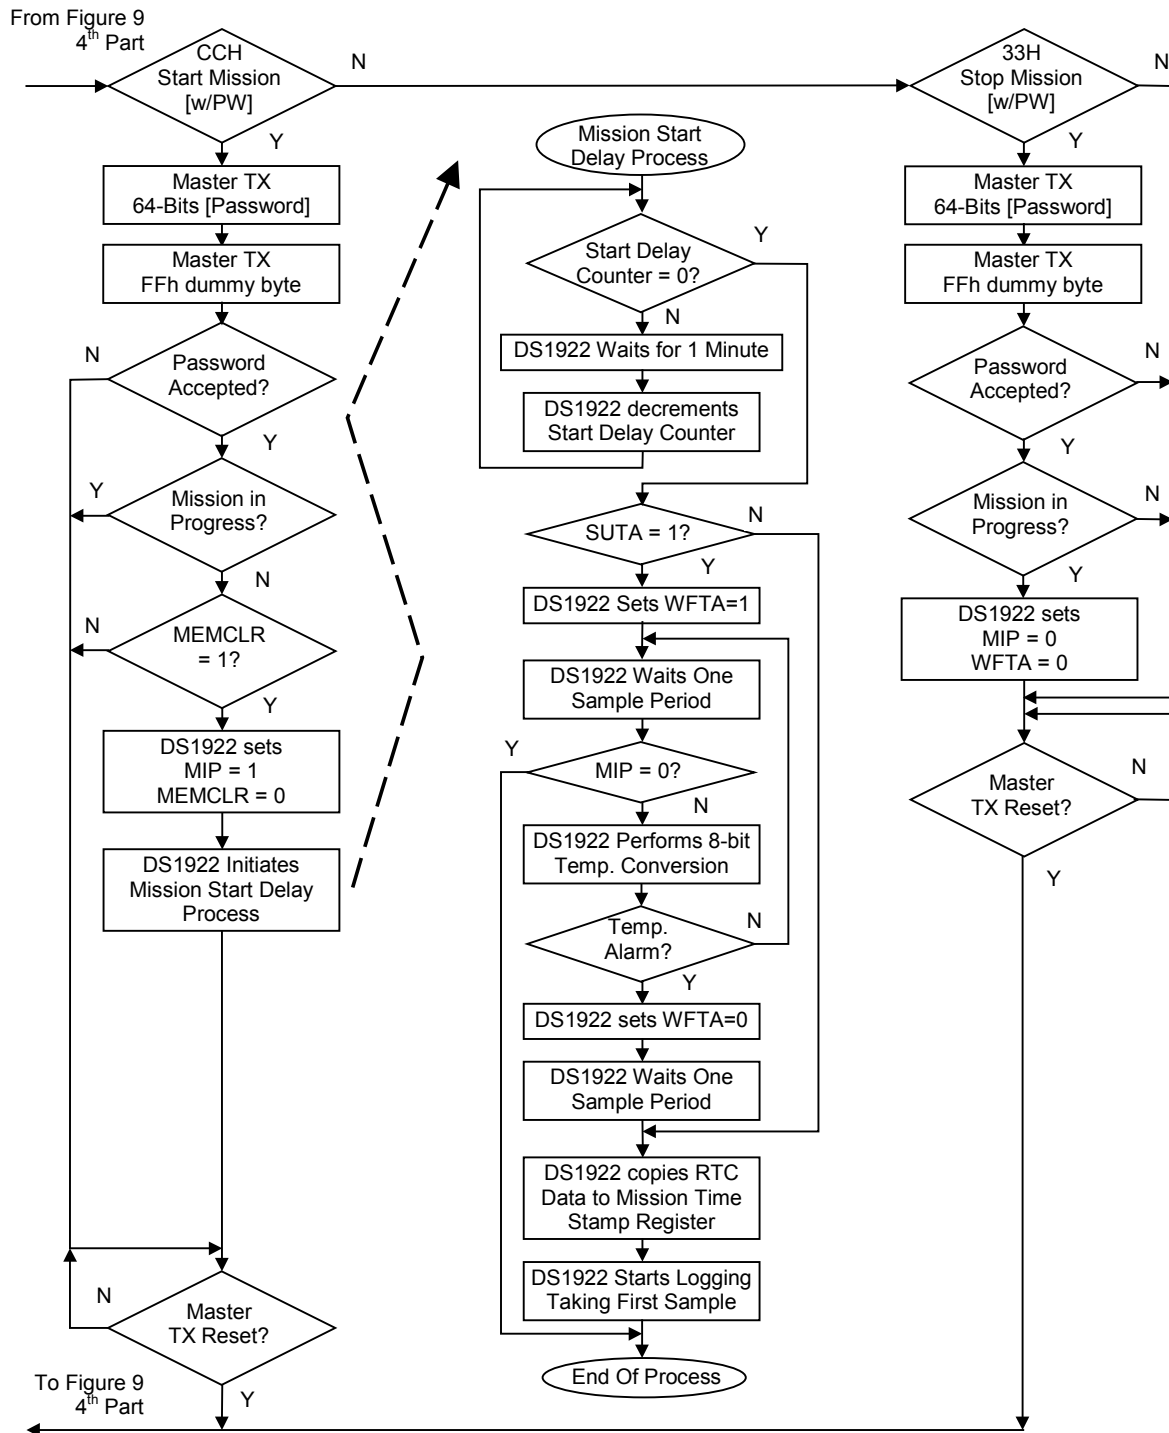 From Figure 9
4th Part
CCH
Start Mission
[w/PW]
N
Y
Master TX
64-Bits [Password]
Master TX
FFh dummy byte
N
Password
Accepted?
Y
Y
Mission in
Progress?
N
N
MEMCLR
= 1?
Y
DS1922 sets
MIP = 1
MEMCLR = 0
DS1922 Initiates
Mission Start Delay
Process
N
Master
TX Reset?
Y
To Figure 9
4th Part
Mission Start
Delay Process
Start Delay
Counter = 0?
Y
N
DS1922 Waits for 1 Minute
DS1922 decrements
Start Delay Counter
SUTA = 1?
N
Y
DS1922 Sets WFTA=1
DS1922 Waits One
Sample Period
Y
MIP = 0?
N
DS1922 Performs 8-bit
Temp. Conversion
Temp.
Alarm?
N
Y
DS1922 sets WFTA=0
DS1922 Waits One
Sample Period
DS1922 copies RTC
Data to Mission Time
Stamp Register
DS1922 Starts Logging
Taking First Sample
End Of Process
33H
Stop Mission
[w/PW]
N
Y
Master TX
64-Bits [Password]
Master TX
FFh dummy byte
Password
Accepted?
N
Y
Mission in
Progress?
N
Y
DS1922 sets
MIP = 0
WFTA = 0
Master
TX Reset?
N
Y